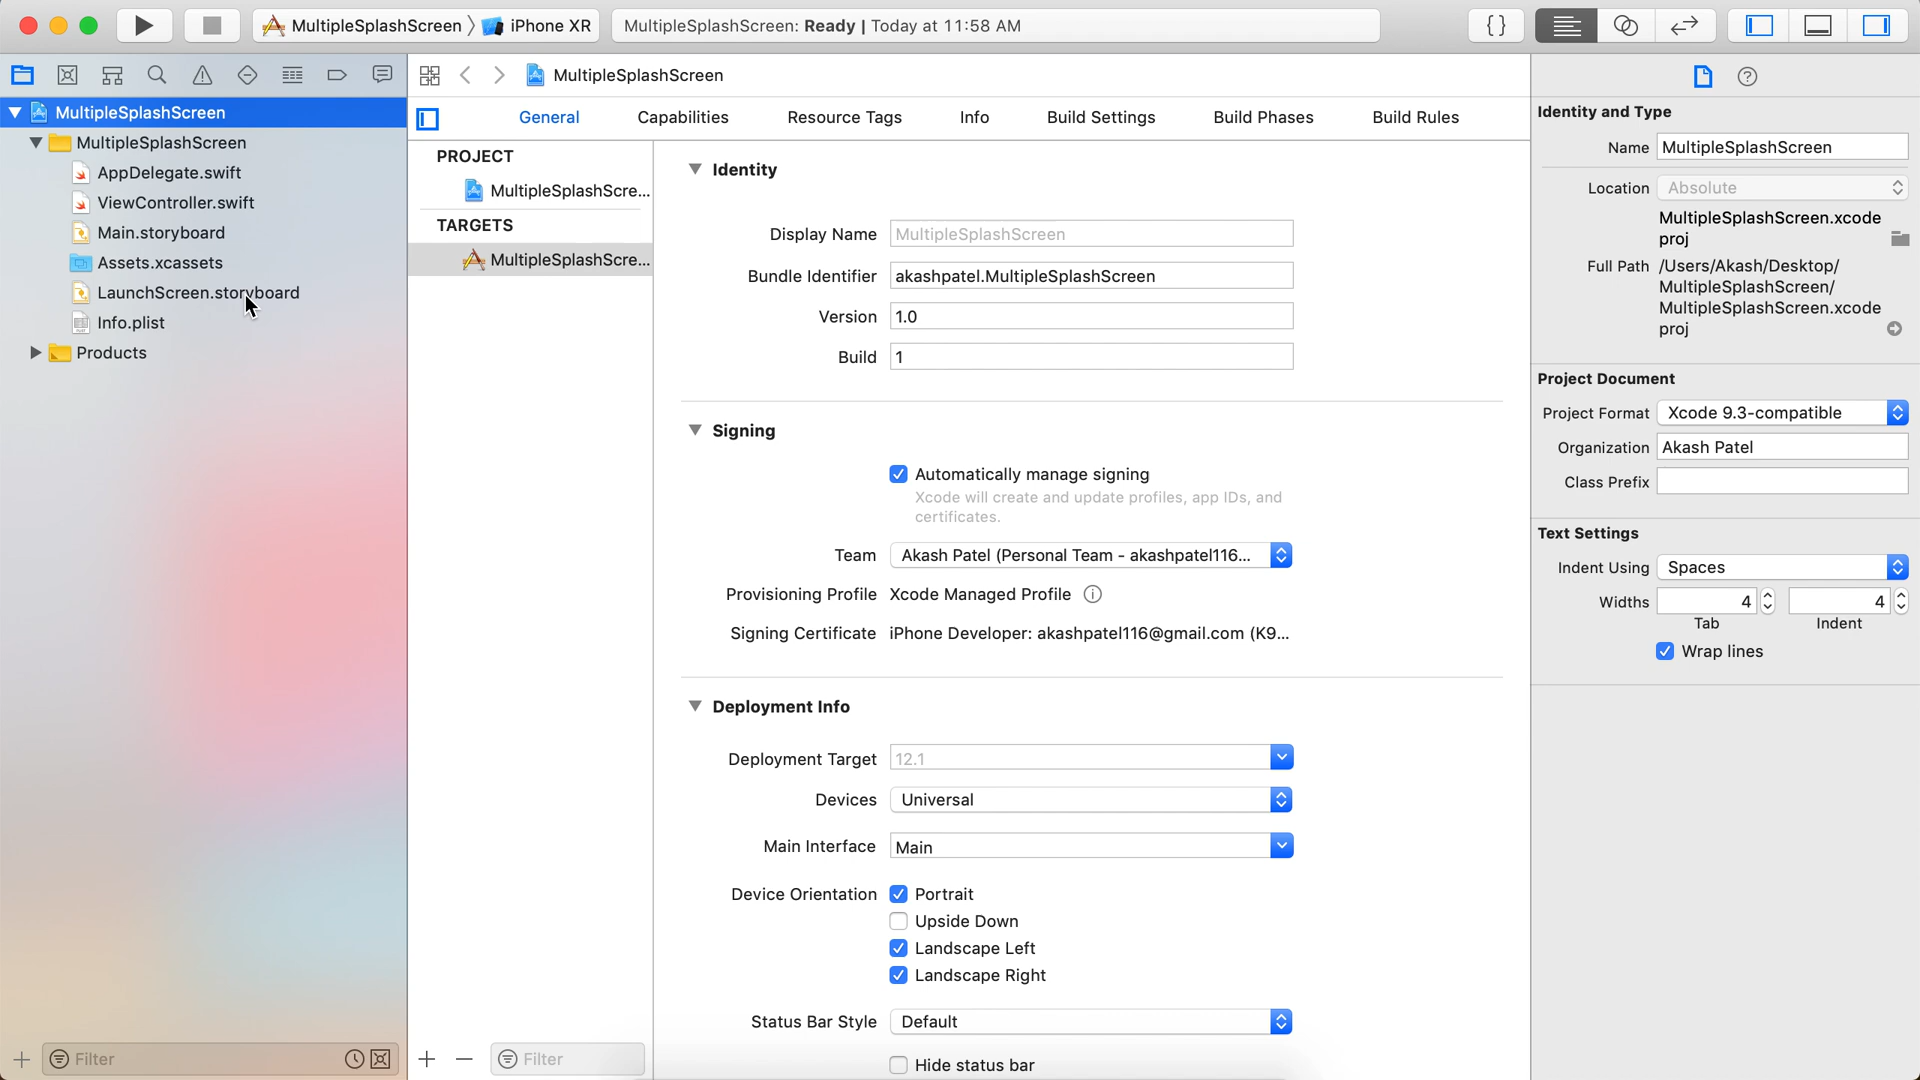 MultipleSplashScreen
iPhone XR
MultipleSplashScreen: Ready | Today at 11:58 AM
{ }
MultipleSplashScreen
MultipleSplashScreen
AppDelegate.swift
ViewController.swift
Main.storyboard
Assets.xcassets
LaunchScreen.storyboard
Info.plist
Products
Filter
MultipleSplashScreen
General
Capabilities
Resource Tags
Info
Build Settings
Build Phases
Build Rules
PROJECT
MultipleSplashScre...
TARGETS
MultipleSplashScre...
Filter
Identity
Display Name MultipleSplashScreen
Bundle Identifier akashpatel.MultipleSplashScreen
Version 1.0
Build 1
Signing
Automatically manage signing
Xcode will create and update profiles, app IDs, and
certificates.
Team Akash Patel (Personal Team - akashpatel116...
Provisioning Profile Xcode Managed Profile
Signing Certificate iPhone Developer: akashpatel116@gmail.com (K9...
Deployment Info
Deployment Target 12.1
Devices Universal
Main Interface Main
Device Orientation Portrait
Upside Down
Landscape Left
Landscape Right
Status Bar Style Default
Hide status bar
Identity and Type
Name MultipleSplashScreen
Location Absolute
MultipleSplashScreen.xcode
proj
Full Path /Users/Akash/Desktop/
MultipleSplashScreen/
MultipleSplashScreen.xcode
proj
Project Document
Project Format Xcode 9.3-compatible
Organization Akash Patel
Class Prefix
Text Settings
Indent Using Spaces
Widths 4 4
Tab Indent
Wrap lines